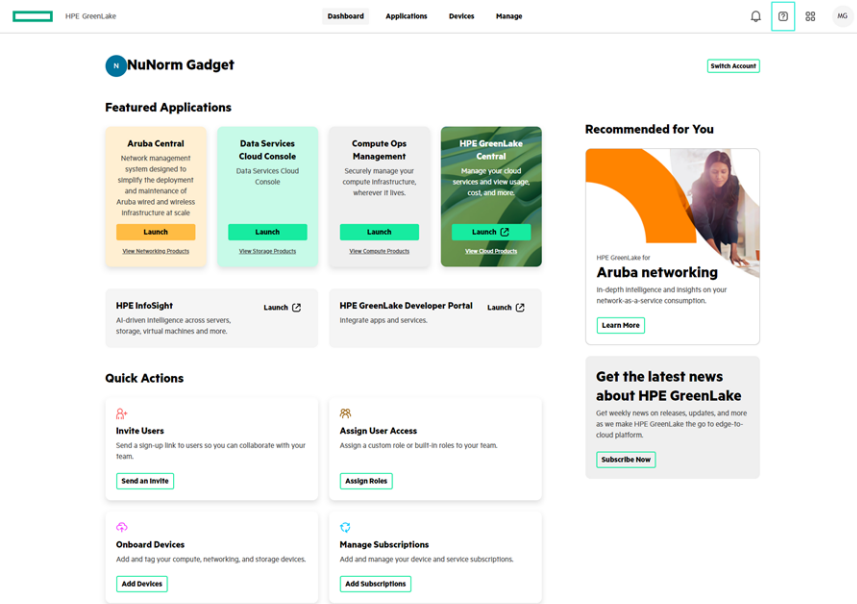 HPE GreenLake
Dashboard
Applications
Devices
Manage
MG
N
NuNorm Gadget
Switch Account
Featured Applications
Aruba Central
Network management
system designed to
simplify the deployment
and maintenance of
Aruba wired and wireless
infrastructure at scale
Launch
View Networking Products
Data Services
Cloud Console
Data Services Cloud
Console
Launch
View Storage Products
Compute Ops
Management
Securely manage your
compute infrastructure,
wherever it lives.
Launch
View Compute Products
HPE GreenLake
Central
Manage your cloud
services and view usage,
cost, and more.
Launch
View Cloud Products
HPE InfoSight
Launch
AI-driven intelligence across servers,
storage, virtual machines and more.
HPE GreenLake Developer Portal
Launch
Integrate apps and services.
Quick Actions
Invite Users
Send a sign-up link to users so you can collaborate with your
team.
Send an Invite
Assign User Access
Assign a custom role or built-in roles to your team.
Assign Roles
Onboard Devices
Add and tag your compute, networking, and storage devices.
Add Devices
Manage Subscriptions
Add and manage your device and service subscriptions.
Add Subscriptions
Recommended for You
HPE GreenLake for
Aruba networking
In-depth intelligence and insights on your
network-as-a-service consumption.
Learn More
Get the latest news
about HPE GreenLake
Get weekly news on releases, updates, and more
as we make HPE GreenLake the go to edge-to-
cloud platform.
Subscribe Now